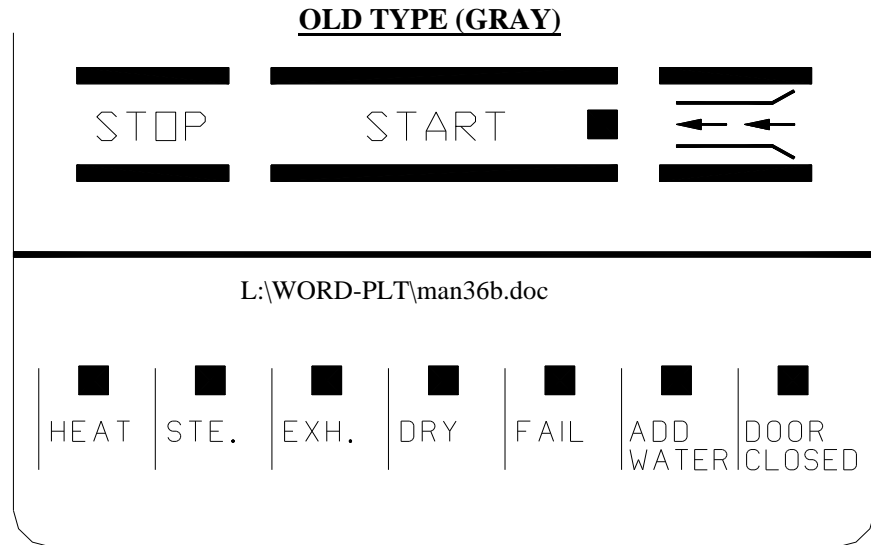 OLD TYPE (GRAY)
STOP START
L:\WORD-PLT\man36b.doc
HEAT STE. EXH. DRY FAIL ADD WATER DOOR CLOSED